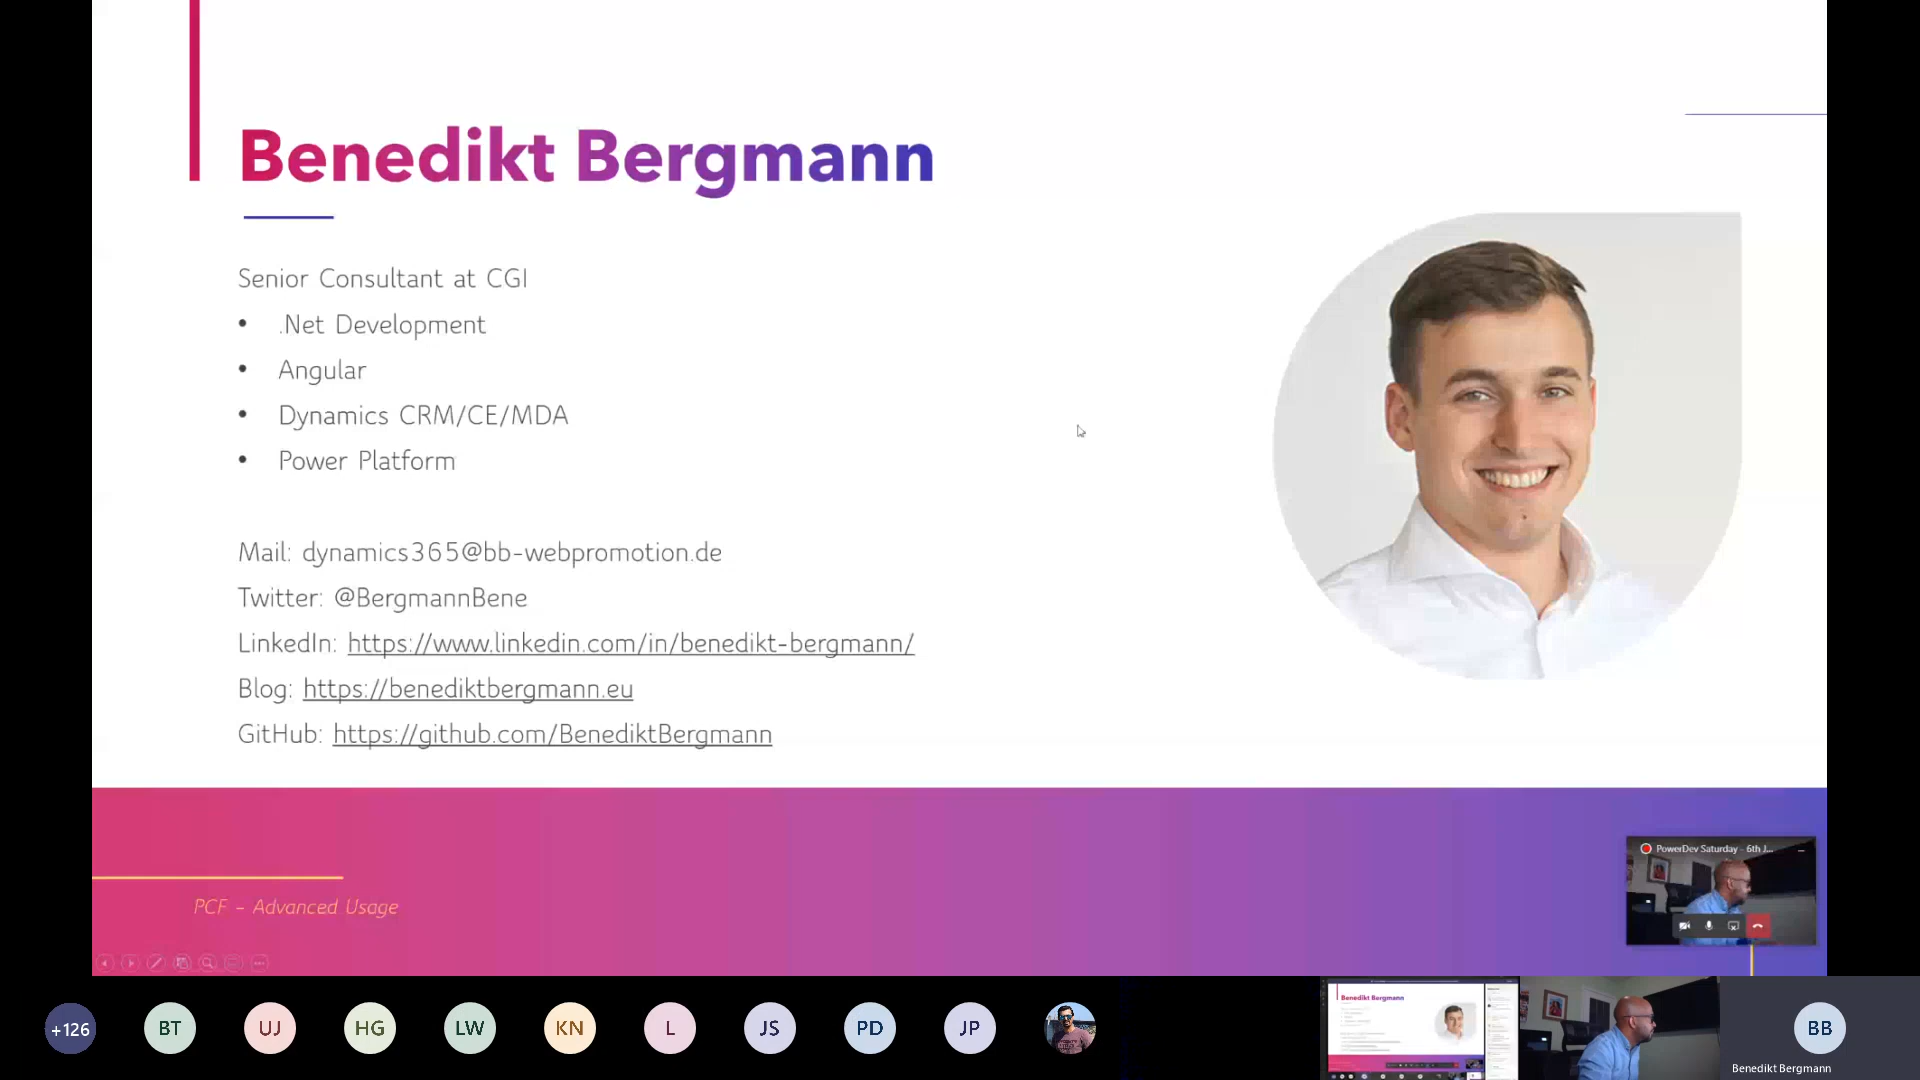 Benedikt Bergmann
Senior Consultant at CGI
• .Net Development
• Angular
• Dynamics CRM/CE/MDA
• Power Platform
Mail: dynamics365@bb-webpromotion.de
Twitter: @BergmannBene
LinkedIn: https://www.linkedin.com/in/benedikt-bergmann/
Blog: https://benediktbergmann.eu
GitHub: https://github.com/BenediktBergmann
PowerDev Saturday - 6th J...
PCF – Advanced Usage
+126
BT
UJ
HG
LW
KN
L
JS
PD
JP
Benedikt Bergmann
BB
Benedikt Bergmann